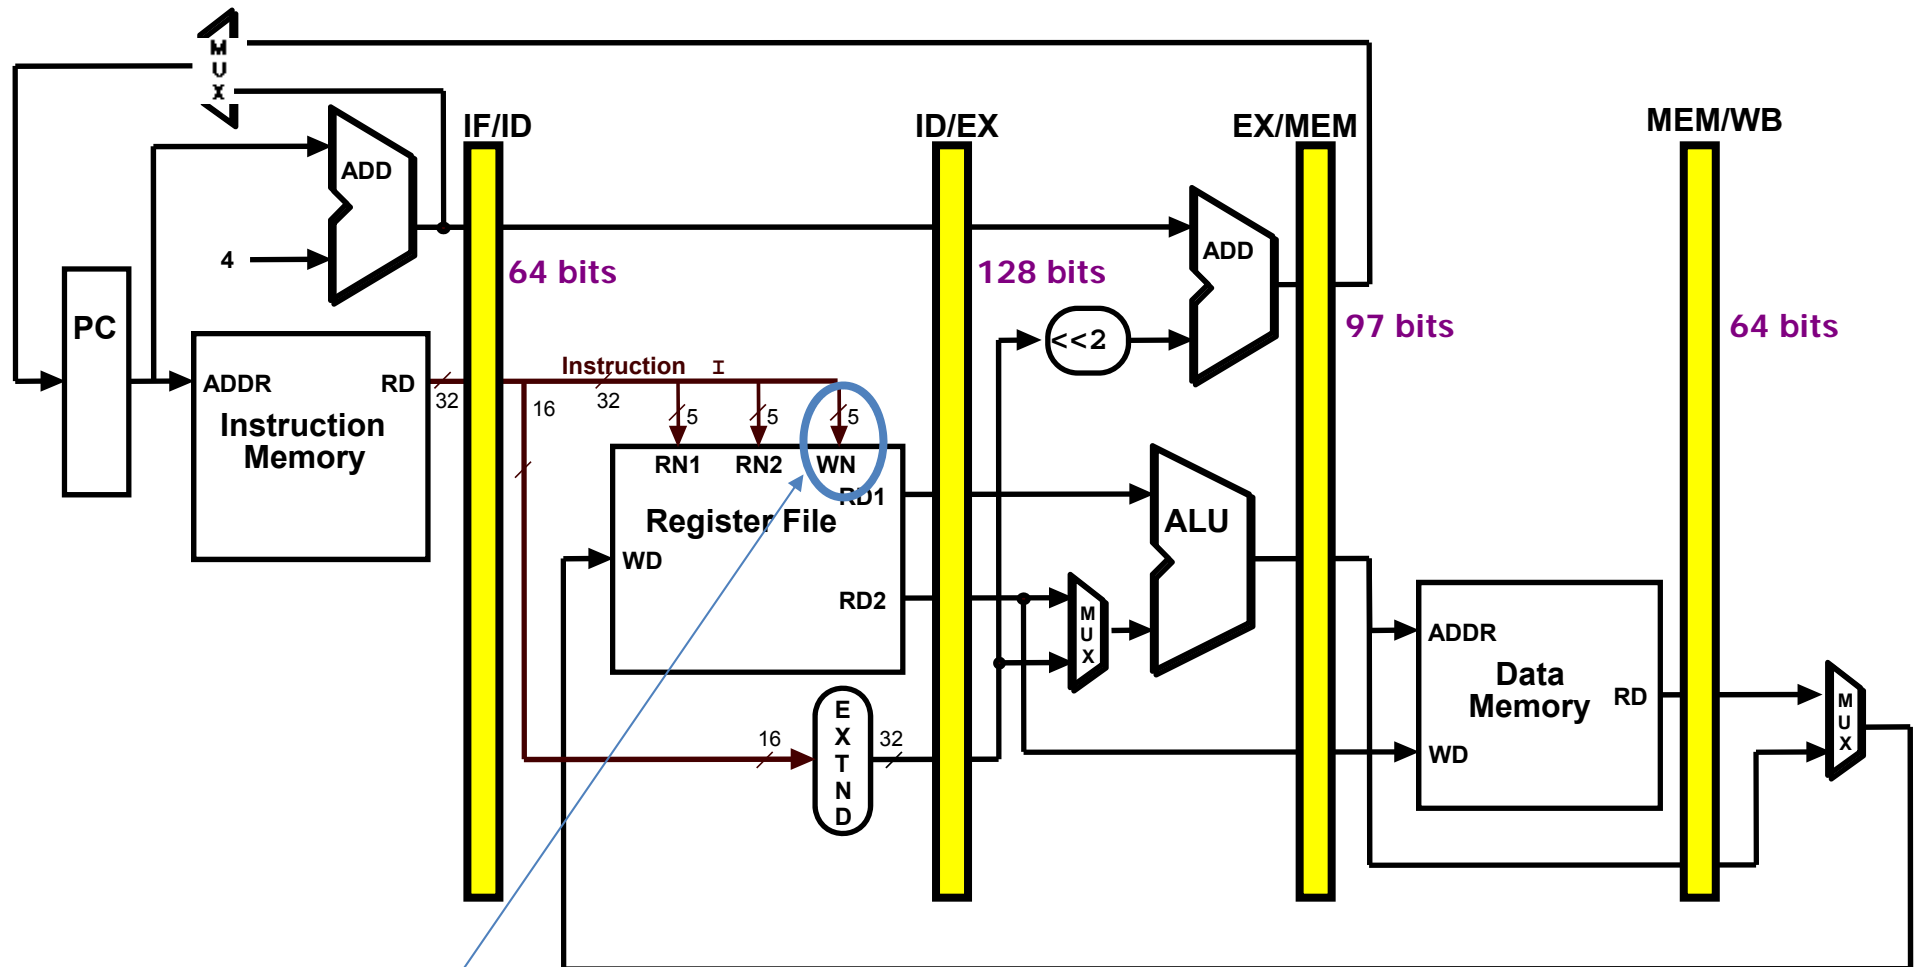 M
U
X
IF/ID
ID/EX
EX/MEM
MEM/WB
ADD
4
64 bits
128 bits
ADD
97 bits
64 bits
PC
<<2
ADDR
RD
32
Instruction I
16
32
5
5
5
Instruction
Memory
RN1
RN2
WN
RD1
Register File
ALU
WD
RD2
M
U
X
ADDR
Data
Memory
RD
M
U
X
WD
16
E
X
T
N
D
32